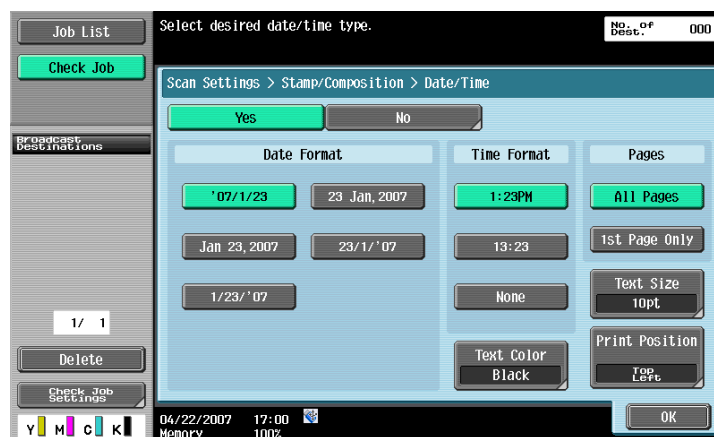 Job List
Check Job
Select desired date/time type.
No. of
Dest. 000
Scan Settings > Stamp/Composition > Date/Time
Yes No
Broadcast
Destinations
Date Format Time Format Pages
'07/1/23 23 Jan,2007 1:23PM All Pages
Jan 23,2007 23/1/'07 13:23 1st Page Only
1/23/'07 None Text Size
10pt
1/ 1
Delete
Text Color
Black
Print Position
Top
Left
Check Job
Settings
OK
Y M C K
04/22/2007 17:00
Memory 100%